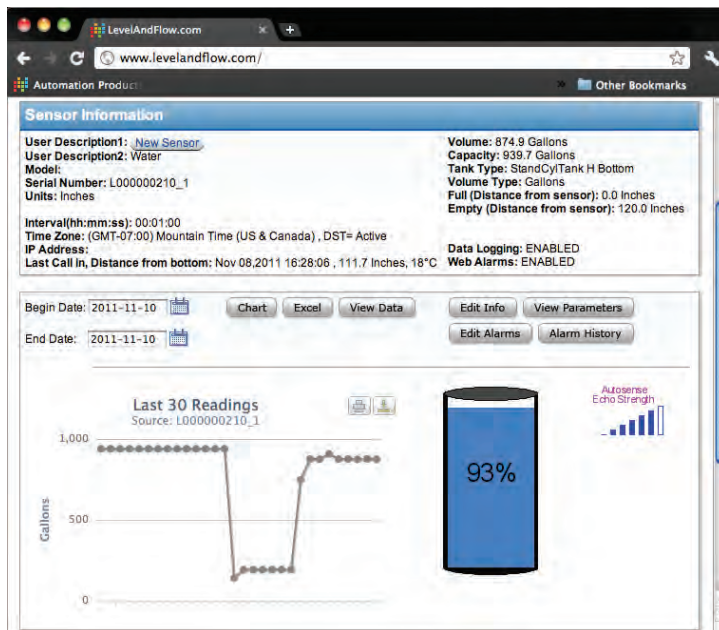 LevelAndFlow.com
www.levelandflow.com/
Automation Produc
Other Bookmarks
Sensor Information
User Description1: New Sensor
User Description2: Water
Model:
Serial Number: L000000210_1
Units: Inches
Interval(hh:mm:ss): 00:01:00
Time Zone: (GMT-07:00) Mountain Time (US & Canada) , DST= Active
IP Address:
Last Call in, Distance from bottom: Nov 08,2011 16:28:06 , 111.7 Inches, 18°C
Volume: 874.9 Gallons
Capacity: 939.7 Gallons
Tank Type: StandCylTank H Bottom
Volume Type: Gallons
Full (Distance from sensor): 0.0 Inches
Empty (Distance from sensor): 120.0 Inches
Data Logging: ENABLED
Web Alarms: ENABLED
Begin Date: 2011-11-10
Chart Excel View Data
Edit Info View Parameters
End Date: 2011-11-10
Edit Alarms Alarm History
Last 30 Readings
Source: L000000210_1
1,000
500
0
Gallons
93%
Autosense
Echo Strength